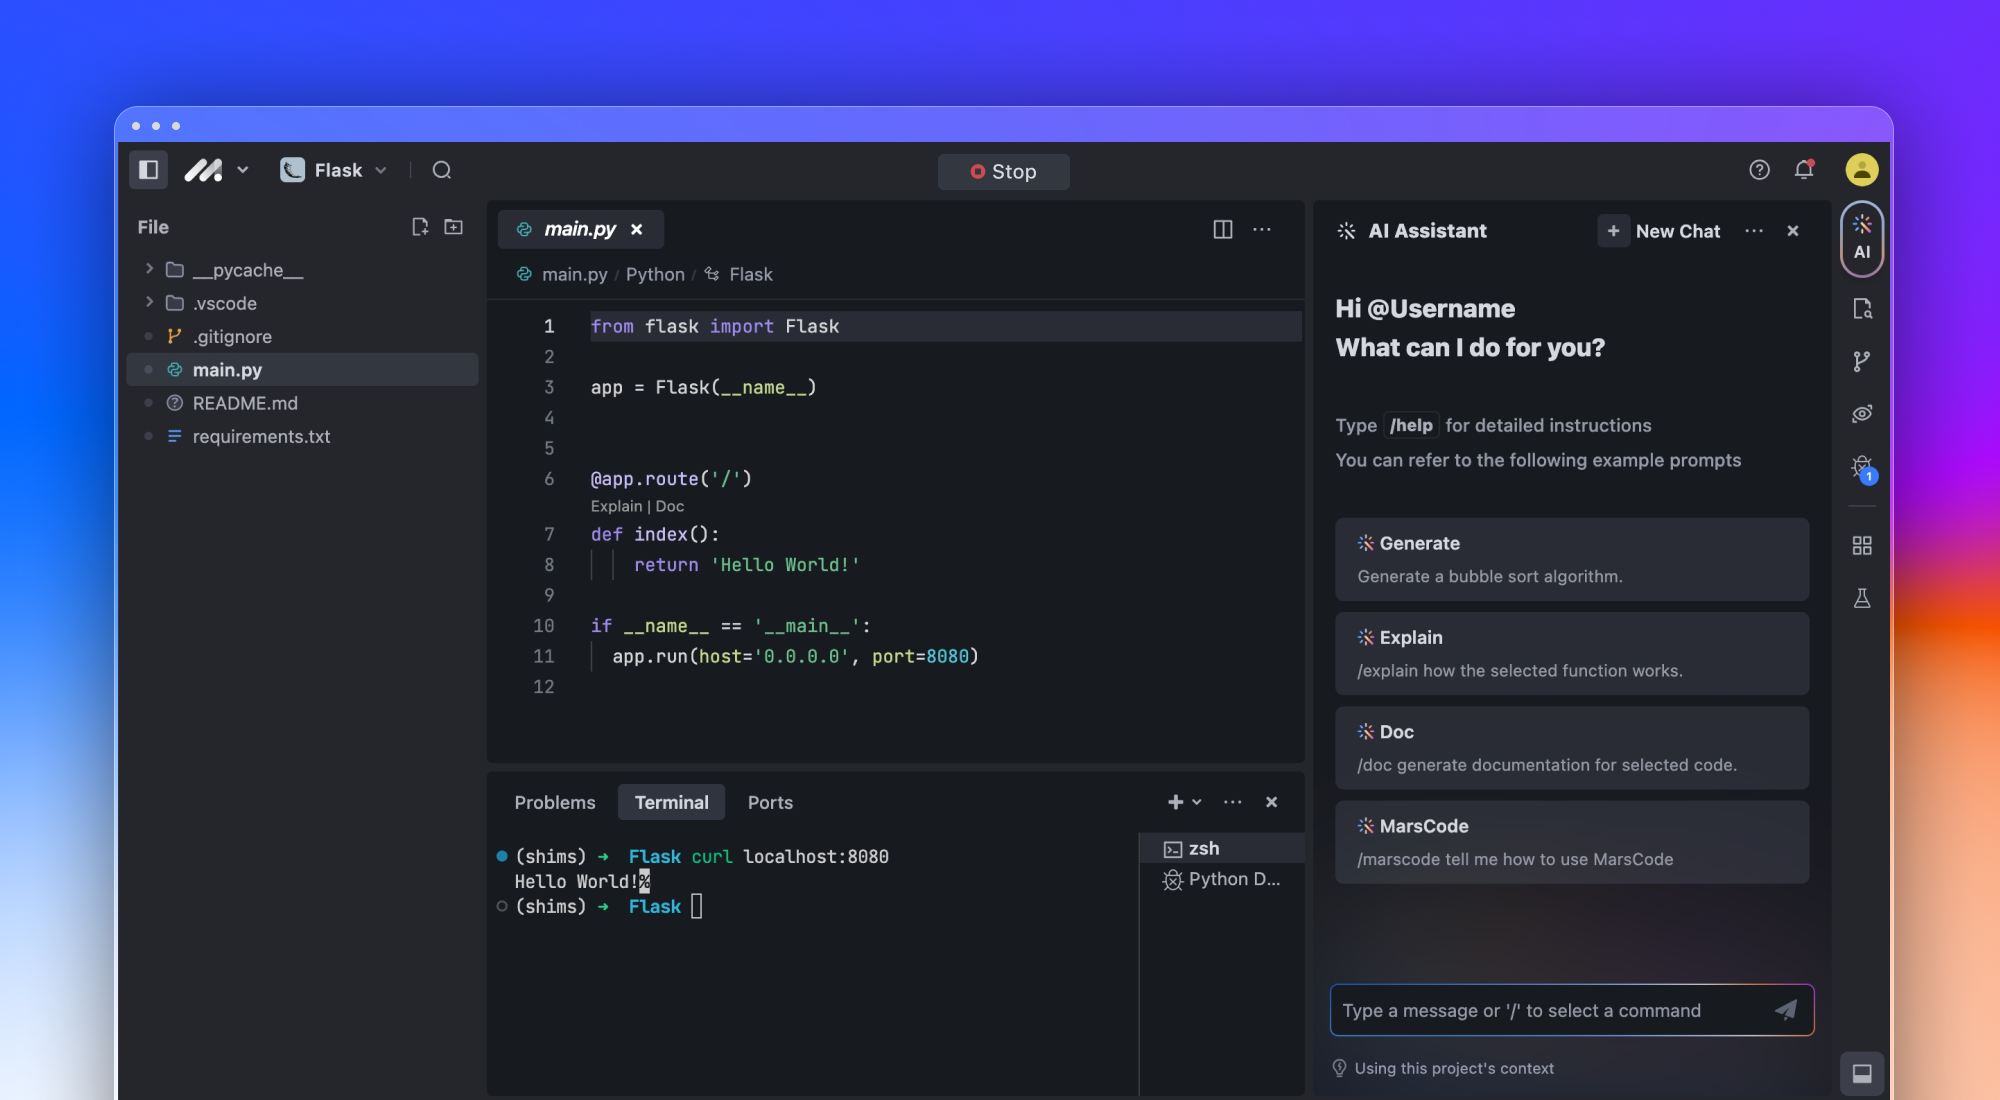 Flask
Stop
File
__pycache__
.vscode
.gitignore
main.py
README.md
requirements.txt
main.py
main.py / Python / Flask
1 from flask import Flask
2
3 app = Flask(__name__)
4
5
6 @app.route('/')
Explain | Doc
7 def index():
8 return 'Hello World!'
9
10 if __name__ == '__main__':
11 app.run(host='0.0.0.0', port=8080)
12
Problems Terminal Ports
(shims) ➜ Flask curl localhost:8080
Hello World!%
(shims) ➜ Flask
zsh
Python D...
AI Assistant
+ New Chat
Hi @Username
What can I do for you?
Type /help for detailed instructions
You can refer to the following example prompts
Generate
Generate a bubble sort algorithm.
Explain
/explain how the selected function works.
Doc
/doc generate documentation for selected code.
MarsCode
/marscode tell me how to use MarsCode
Type a message or '/' to select a command
Using this project's context
AI
1